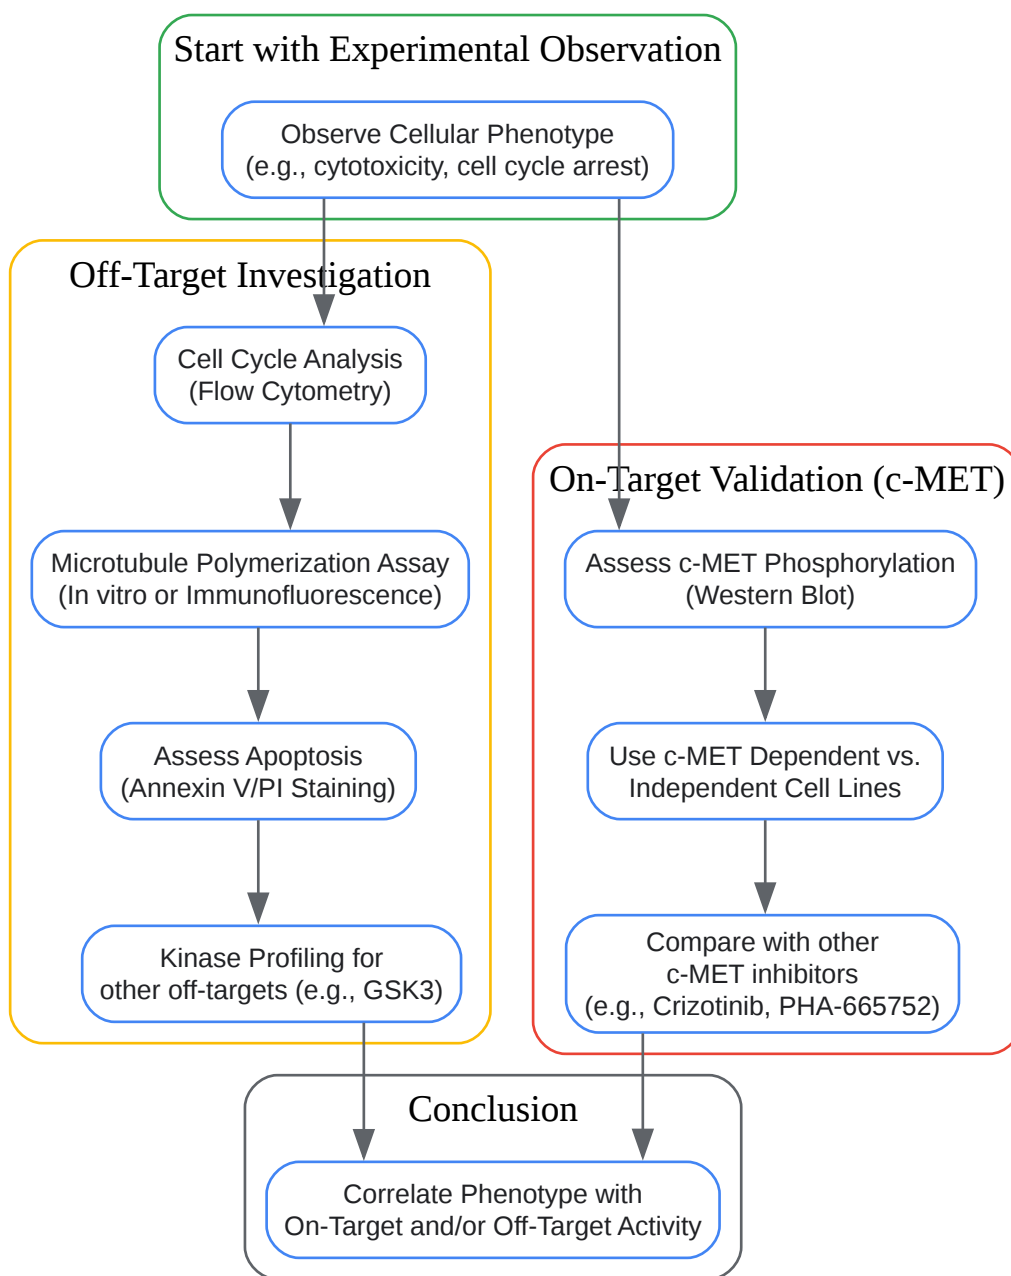 Start with Experimental Observation
Observe Cellular Phenotype
(e.g., cytotoxicity, cell cycle arrest)
Off-Target Investigation
Cell Cycle Analysis
(Flow Cytometry)
Microtubule Polymerization Assay
(In vitro or Immunofluorescence)
Assess Apoptosis
(Annexin V/PI Staining)
Kinase Profiling for
other off-targets (e.g., GSK3)
On-Target Validation (c-MET)
Assess c-MET Phosphorylation
(Western Blot)
Use c-MET Dependent vs.
Independent Cell Lines
Compare with other
c-MET inhibitors
(e.g., Crizotinib, PHA-665752)
Conclusion
Correlate Phenotype with
On-Target and/or Off-Target Activity